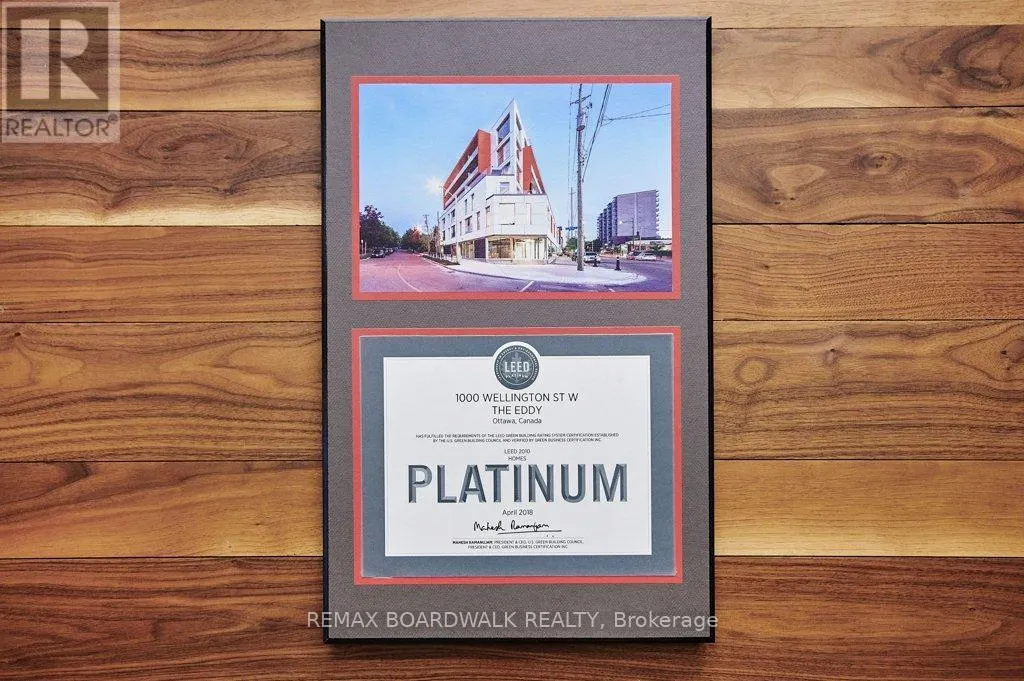 R
REALTOR®
LEED
PLATINUM
1000 WELLINGTON ST W
THE EDDY
Ottawa, Canada
HAS FULFILLED THE REQUIREMENTS OF THE LEED GREEN BUILDING RATING SYSTEM CERTIFICATION ESTABLISHED
BY THE U.S. GREEN BUILDING COUNCIL AND VERIFIED BY GREEN BUSINESS CERTIFICATION INC.
LEED 2010
HOMES
PLATINUM
April 2018
Mahesh Ramanujam
MAHESH RAMANUJAM, PRESIDENT & CEO, U.S. GREEN BUILDING COUNCIL
PRESIDENT & CEO, GREEN BUSINESS CERTIFICATION INC.
REMAX BOARDWALK REALTY, Brokerage